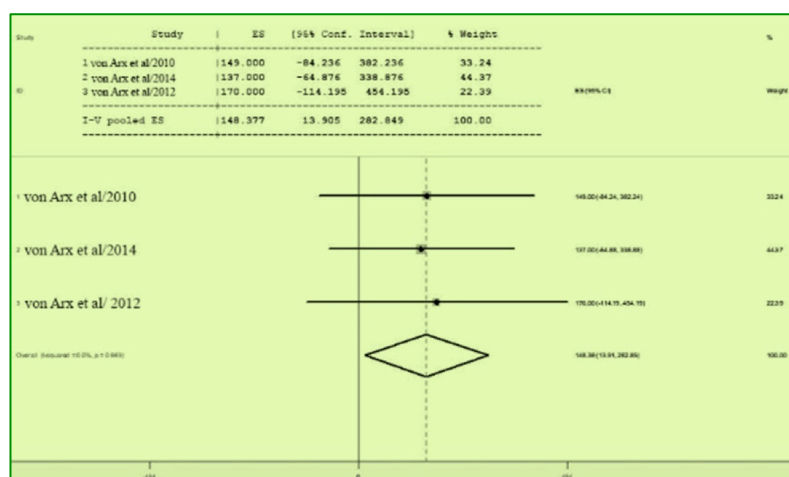 Study Study | ES [95% Conf. Interval] % Weight %
1 von Arx et al/2010 |149.000 -84.236 382.236 33.24
2 von Arx et al/2014 |137.000 -64.876 338.876 44.37
3 von Arx et al/2012 |170.000 -114.195 454.195 22.39
ID ES (95% CI) Weight
I-V pooled ES |148.377 13.905 282.849 100.00
1 von Arx et al/2010 149.00 (-84.24, 382.24) 33.24
2 von Arx et al/2014 137.00 (-64.88, 338.88) 44.37
3 von Arx et al/ 2012 170.00 (-114.19, 454.19) 22.39
Overall (I-squared = 0.0%, p = 148.38 (13.91, 282.85) 100.00
0